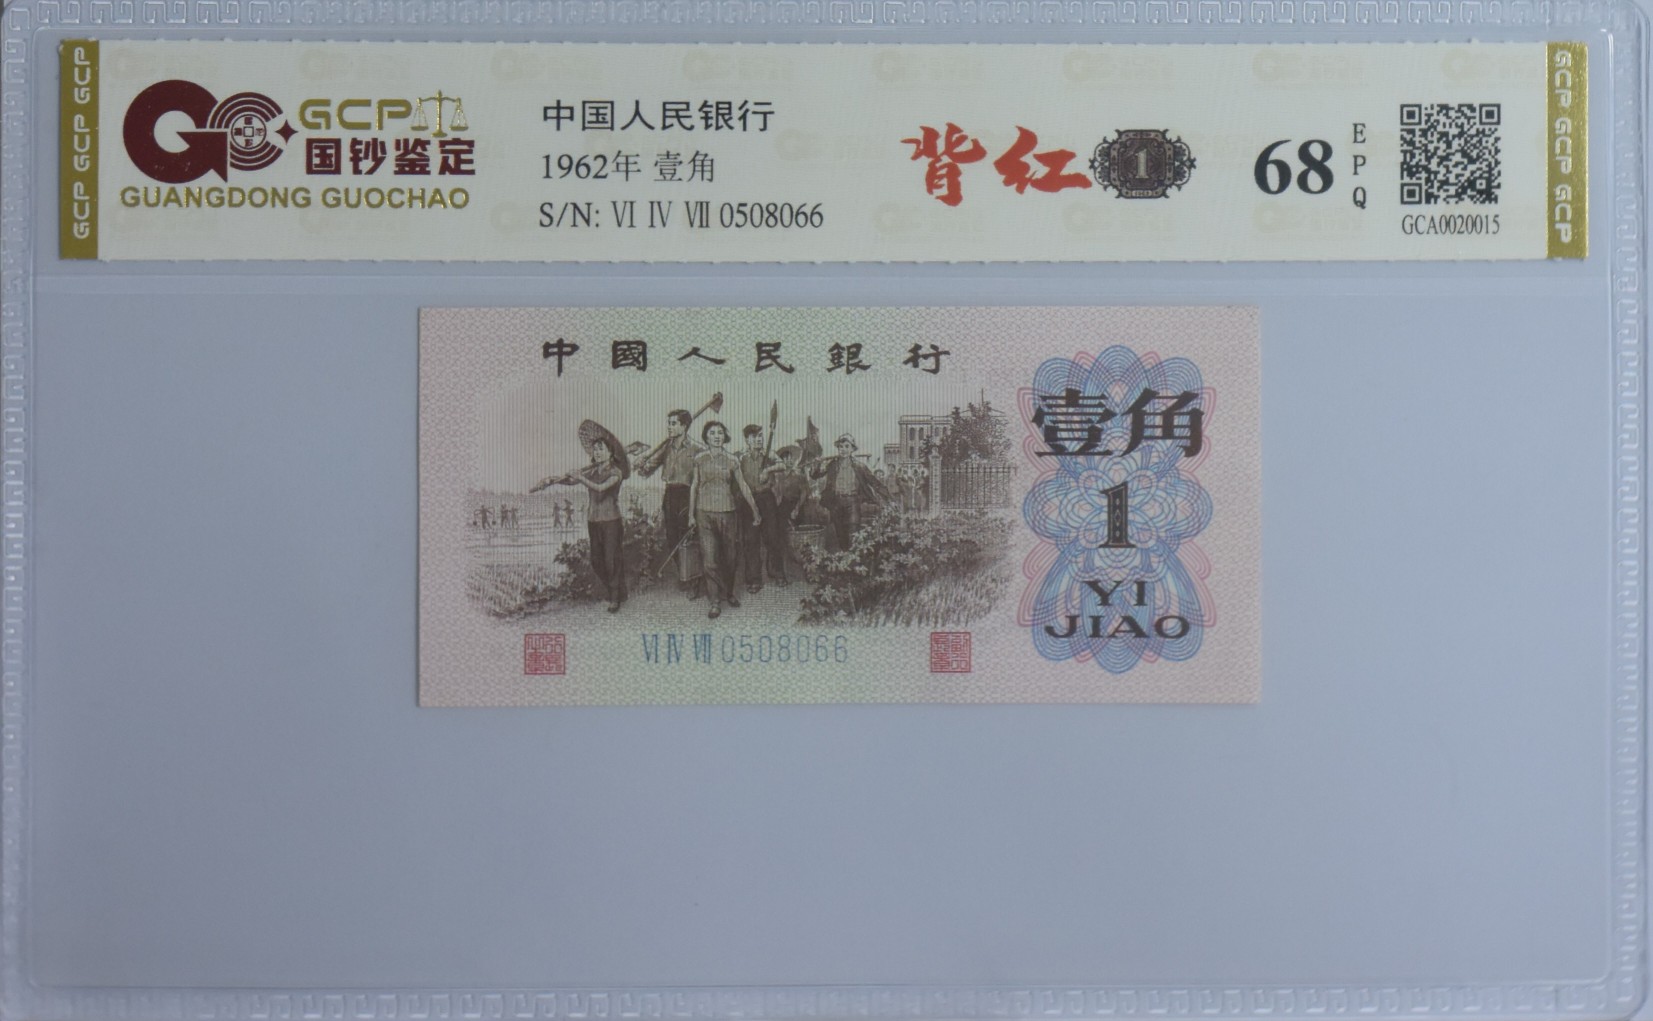 GCP
国钞鉴定
GUANGDONG GUOCHAO
中国人民银行
1962年 壹角
S/N: Ⅵ Ⅳ Ⅶ 0508066
背红
1
68
EPQ
GCA0020015
GCP GCP GCP
GCP GCP GCP
中國人民銀行
壹角
1
YI
JIAO
Ⅵ Ⅳ Ⅶ 0508066